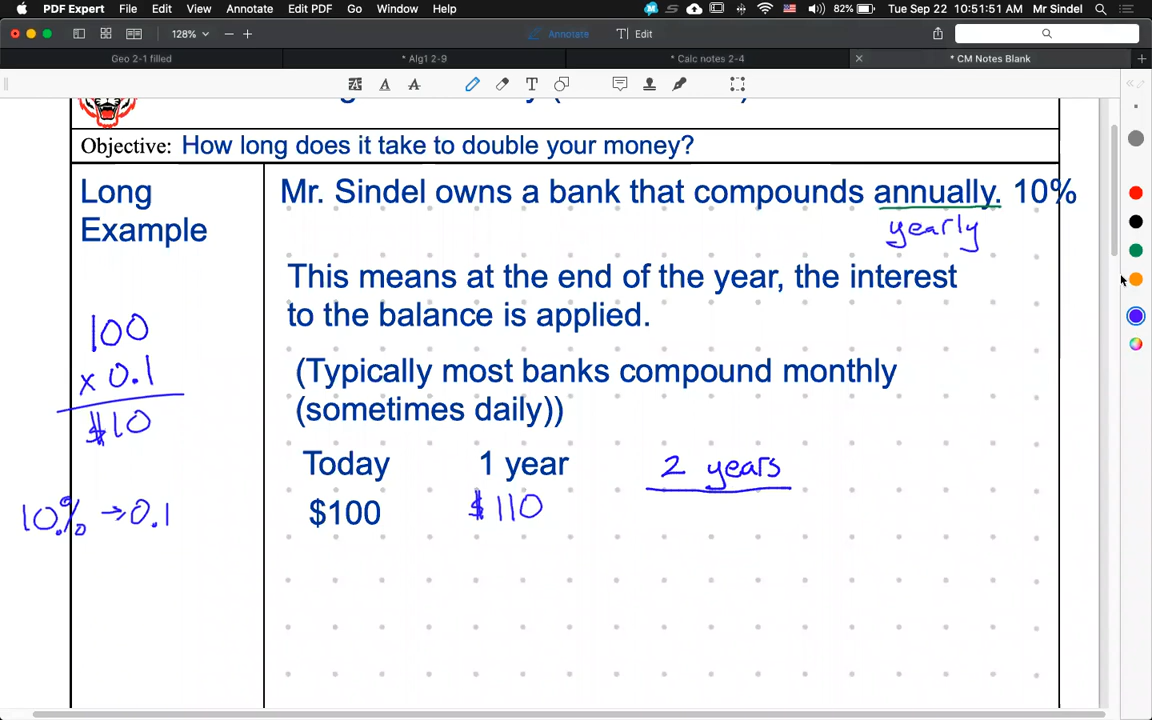 PDF Expert File Edit View Annotate Edit PDF Go Window Help 82% Tue Sep 22 10:51:51 AM Mr Sindel
128% Annotate Edit
Geo 2-1 filled * Alg1 2-9 * Calc notes 2-4 * CM Notes Blank
Objective: How long does it take to double your money?
Long
Example
Mr. Sindel owns a bank that compounds annually. 10%
yearly
This means at the end of the year, the interest
to the balance is applied.
(Typically most banks compound monthly
(sometimes daily))
100
x 0.1
$10
10% → 0.1
Today 1 year 2 years
$100 $110